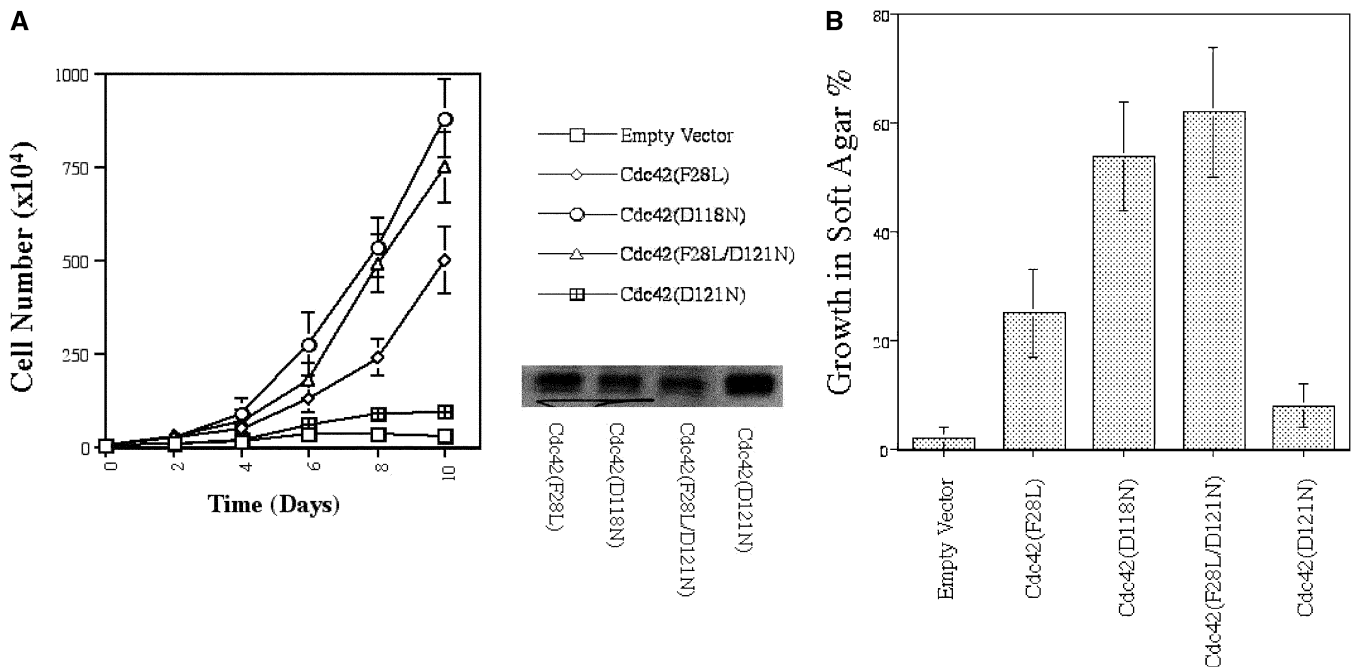 A
Cell Number (x10⁴)
1000
750
500
250
0
0
2
4
6
8
10
Time (Days)
Empty Vector
Cdc42(F28L)
Cdc42(D118N)
Cdc42(F28L/D121N)
Cdc42(D121N)
Cdc42(F28L)
Cdc42(D118N)
Cdc42(F28L/D121N)
Cdc42(D121N)
B
Growth in Soft Agar %
80
60
40
20
0
Empty Vector
Cdc42(F28L)
Cdc42(D118N)
Cdc42(F28L/D121N)
Cdc42(D121N)